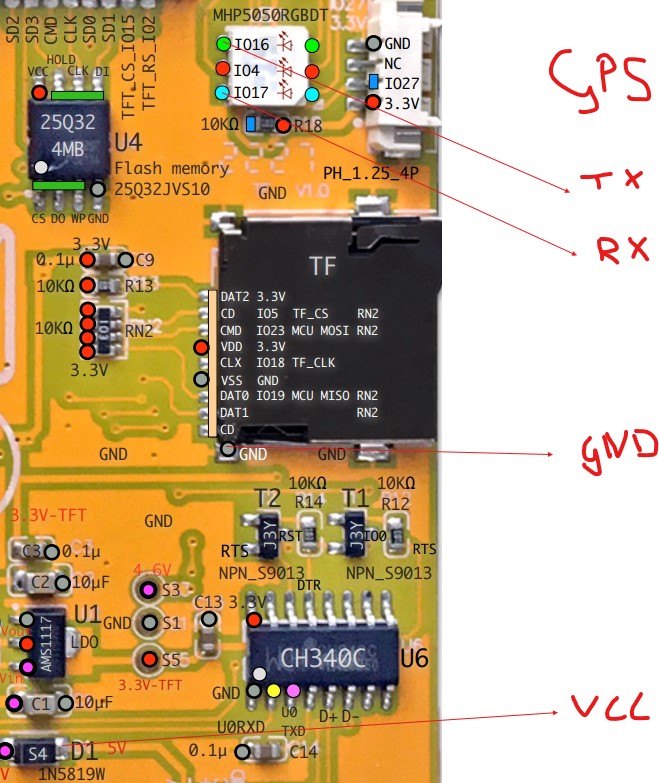 SD2 SD3 CMD CLK SD0 SD1 TFT_CS_IO15 TFT_RS_IO2
HOLD
VCC CLK DI
25Q32
4MB
U4
Flash memory
25Q32JVS10
CS DO WP GND
MHP5050RGBDT
IO16
IO4
IO17
10KΩ R18
3.3V
GND
NC
IO27
3.3V
PH_1.25_4P
GND V1.0
GPS
TX
RX
3.3V
0.1µ C9
10KΩ R13
10KΩ RN2
3.3V
TF
DAT2 3.3V
CD IO5 TF_CS RN2
CMD IO23 MCU MOSI RN2
VDD 3.3V
CLX IO18 TF_CLK
VSS GND
DAT0 IO19 MCU MISO RN2
DAT1 RN2
CD
GND GND GND
GND
3.3V-TFT
GND
10KΩ 10KΩ
T2 R14 T1 R12
J3Y RST J3Y IO0
RTS RTS
NPN_S9013 NPN_S9013
DTR
C3 0.1µ
C2 10µF
4_6V
S3
GND S1
S5
3.3V-TFT
C13 3.3V
U1
AMS1117
LDO
Vout
Vin
C1 10µF
CH340C
U6
GND
U0 D+ D-
TXD
U0RXD
0.1µ C14
S4 D1 5V
1N5819W
VCC